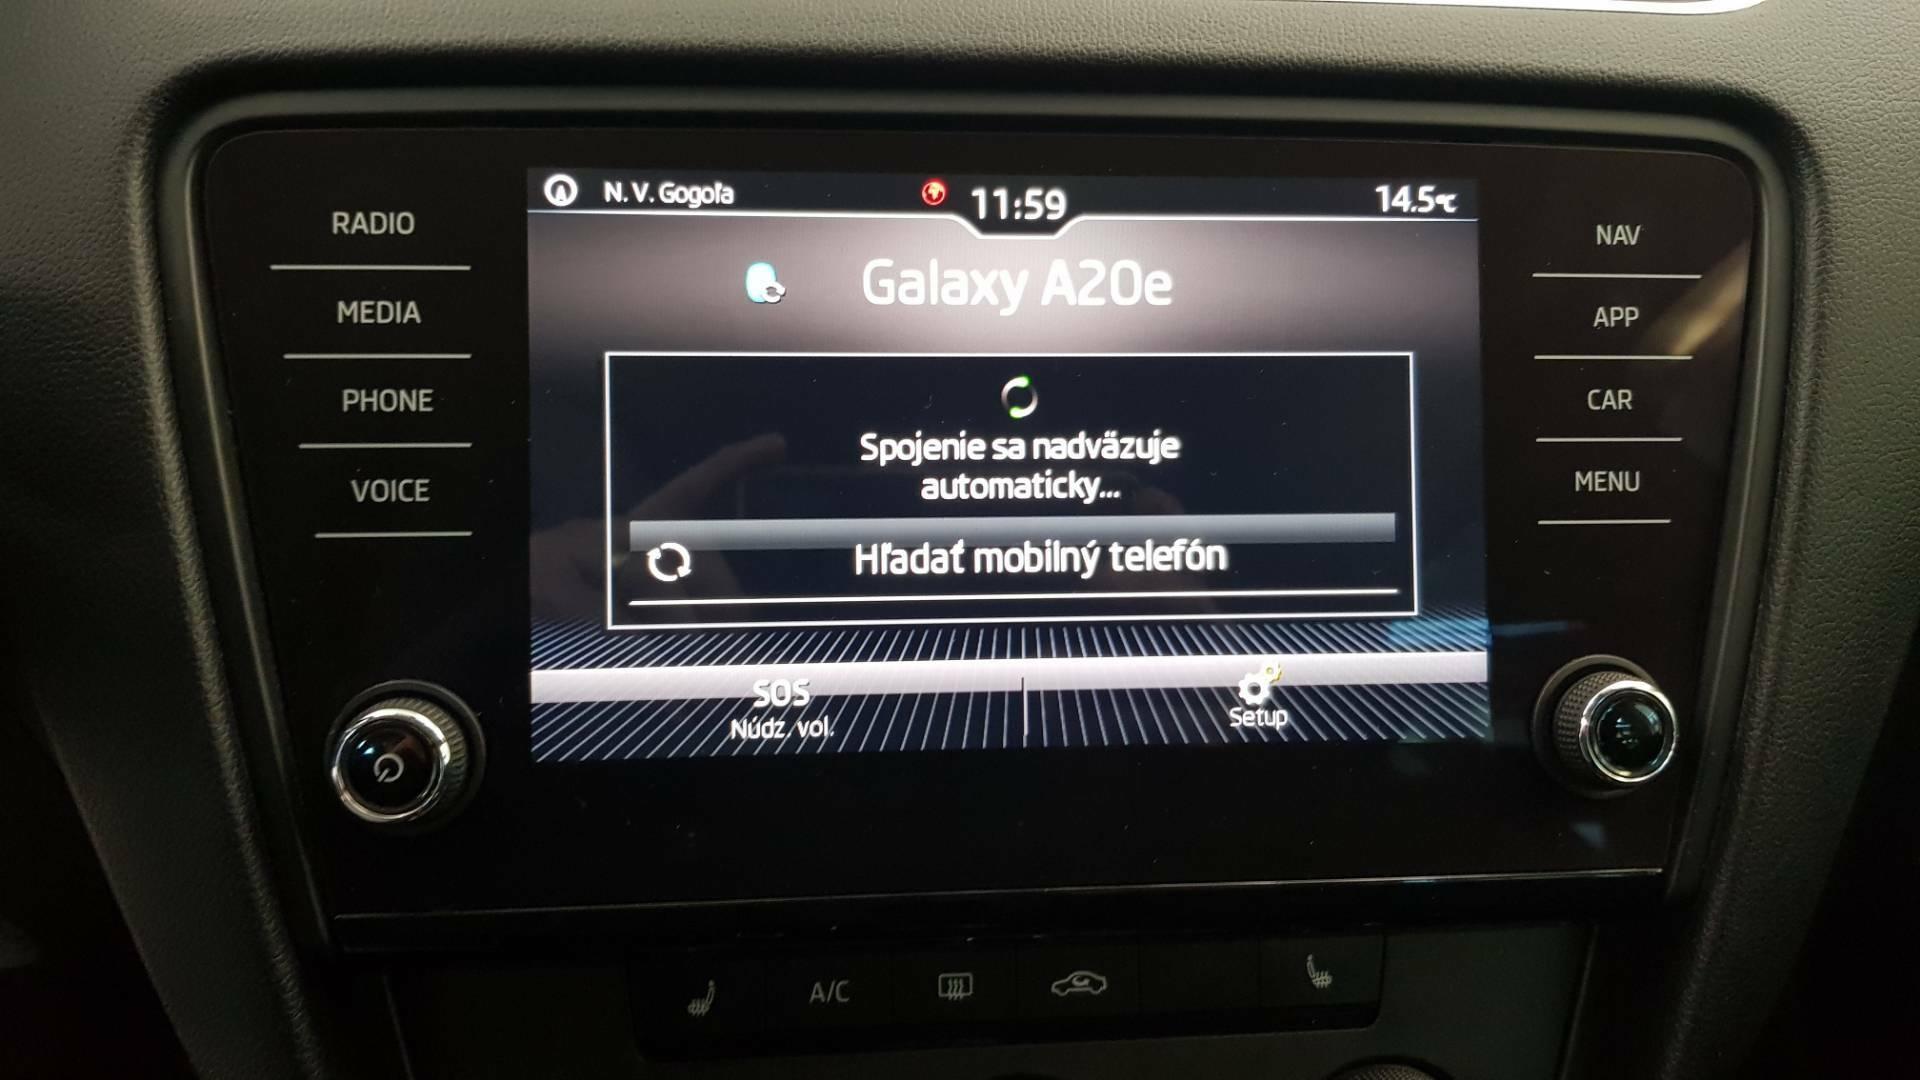 N. V. Gogoľa
11:59
14.5°C
Galaxy A20e
Spojenie sa nadväzuje
automaticky...
Hľadať mobilný telefón
SOS
Núdz. vol.
Setup
RADIO
MEDIA
PHONE
VOICE
NAV
APP
CAR
MENU
A/C